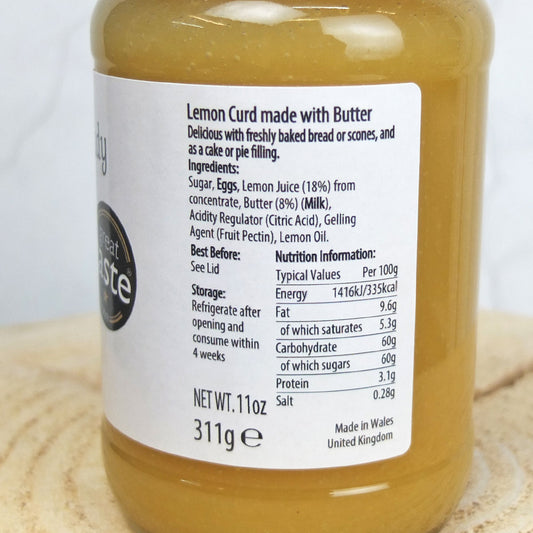 dy
Great
Taste
Lemon Curd made with Butter
Delicious with freshly baked bread or scones, and
as a cake or pie filling.
Ingredients:
Sugar, Eggs, Lemon Juice (18%) from
concentrate, Butter (8%) (Milk),
Acidity Regulator (Citric Acid), Gelling
Agent (Fruit Pectin), Lemon Oil.
Best Before:
See Lid
Storage:
Refrigerate after
opening and
consume within
4 weeks
Nutrition Information:
Typical Values Per 100g
Energy 1416kJ/335kcal
Fat 9.6g
of which saturates 5.3g
Carbohydrate 60g
of which sugars 60g
Protein 3.1g
Salt 0.28g
NET WT. 11oz
311g ℮
Made in Wales
United Kingdom